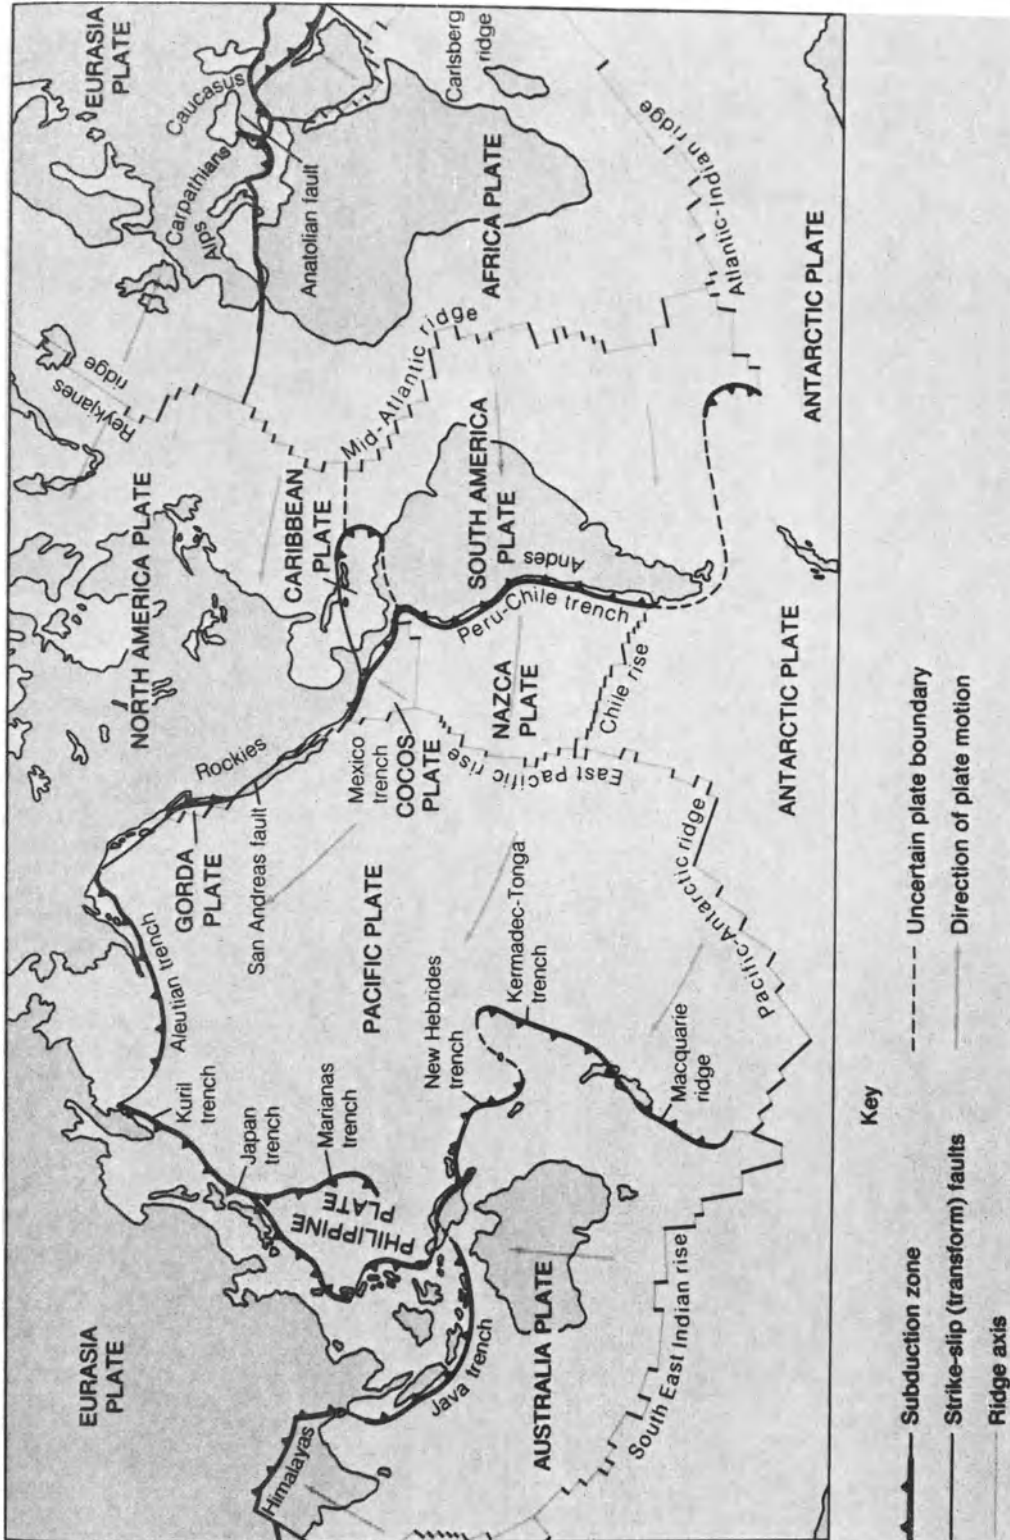 EURASIA
PLATE
Himalayas
Java trench
AUSTRALIA PLATE
South East Indian rise
PHILIPPINE
PLATE
Kuril
trench
Japan
trench
Marianas
trench
New Hebrides
trench
Kermadec-Tonga
trench
Macquarie
ridge
Aleutian trench
PACIFIC PLATE
Pacific-Antarctic ridge
GORDA
PLATE
San Andreas fault
Rockies
Mexico
trench
COCOS
PLATE
East Pacific rise
NORTH AMERICA PLATE
CARIBBEAN
PLATE
NAZCA
PLATE
Chile rise
Peru-Chile trench
Andes
SOUTH AMERICA
PLATE
ANTARCTIC PLATE
Reykjanes
ridge
Mid-Atlantic ridge
Alps
Carpathians
Caucasus
EURASIA
PLATE
Anatolian fault
AFRICA PLATE
Carlsberg
ridge
Atlantic-Indian ridge
ANTARCTIC PLATE
Key
Subduction zone
Strike-slip (transform) faults
Ridge axis
Uncertain plate boundary
Direction of plate motion